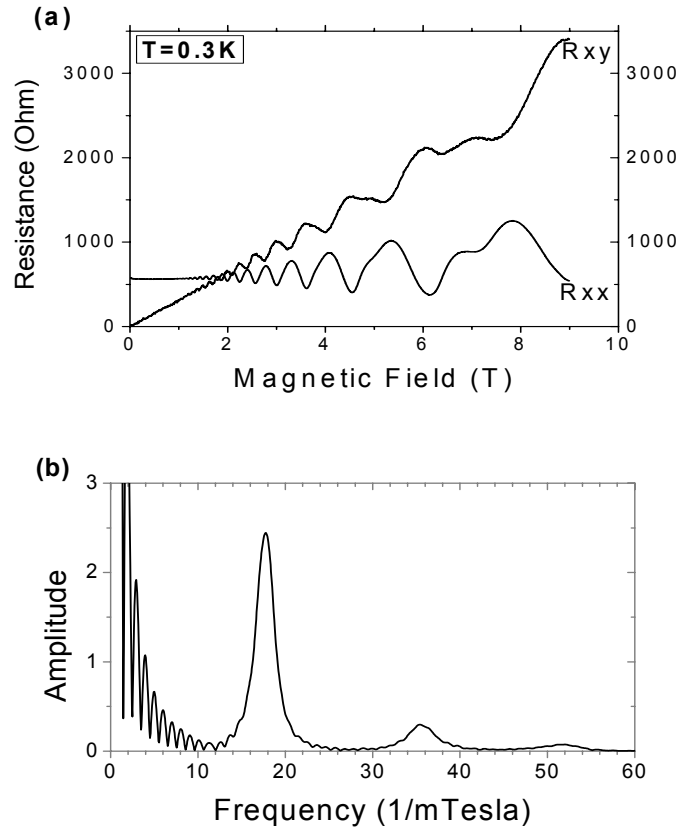 (a)
T=0.3K
Rxy
3000
3000
2000
2000
1000
1000
Rxx
0
0
0 2 4 6 8 10
Resistance (Ohm)
Magnetic Field (T)
(b)
3
2
1
0
0 10 20 30 40 50 60
Amplitude
Frequency (1/mTesla)